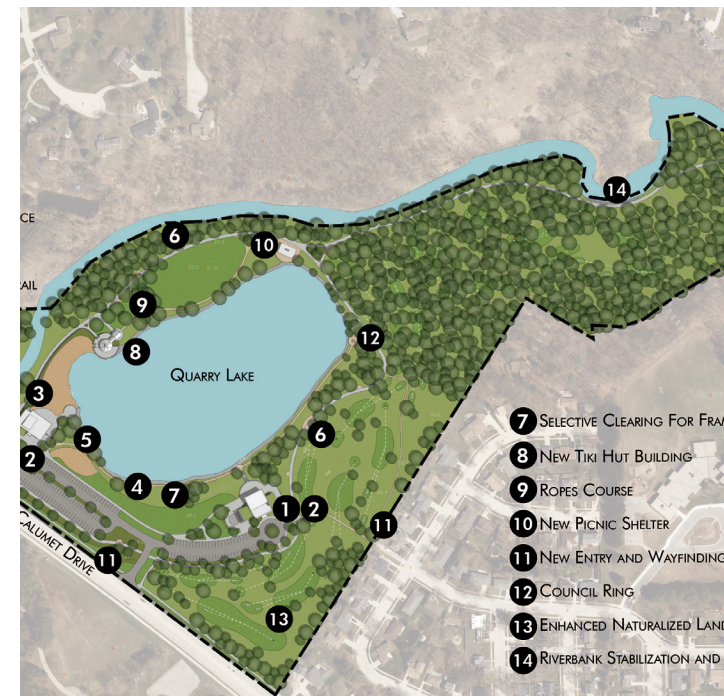 CE
AIL
6
14
10
9
12
8
QUARRY LAKE
3
5
6
2
4
7
1
2
11
CALUMET DRIVE
11
13
7 SELECTIVE CLEARING FOR FRA
8 NEW TIKI HUT BUILDING
9 ROPES COURSE
10 NEW PICNIC SHELTER
11 NEW ENTRY AND WAYFINDING
12 COUNCIL RING
13 ENHANCED NATURALIZED LAND
14 RIVERBANK STABILIZATION AND